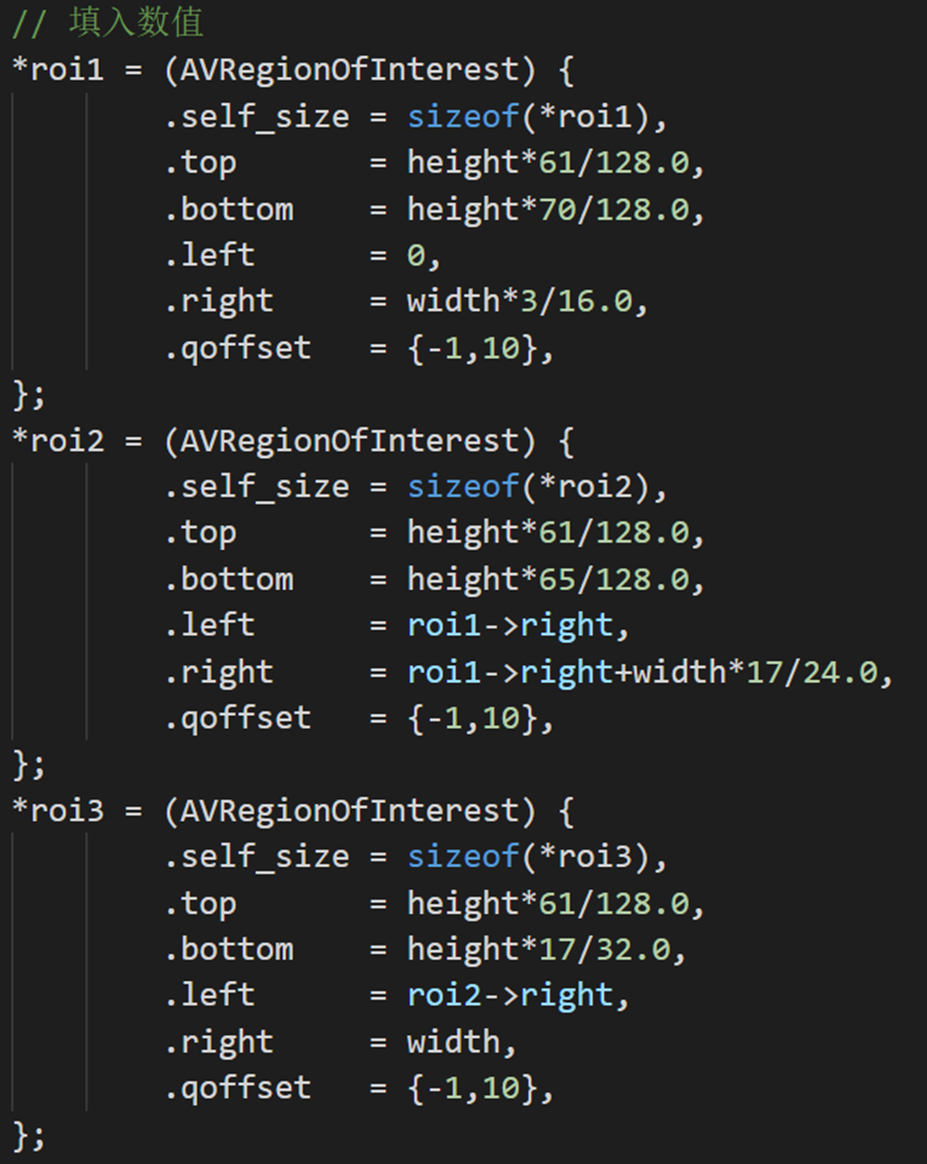 // 填入数值
*roi1 = (AVRegionOfInterest) {
        .self_size = sizeof(*roi1),
        .top       = height*61/128.0,
        .bottom    = height*70/128.0,
        .left      = 0,
        .right     = width*3/16.0,
        .qoffset   = {-1,10},
};
*roi2 = (AVRegionOfInterest) {
        .self_size = sizeof(*roi2),
        .top       = height*61/128.0,
        .bottom    = height*65/128.0,
        .left      = roi1->right,
        .right     = roi1->right+width*17/24.0,
        .qoffset   = {-1,10},
};
*roi3 = (AVRegionOfInterest) {
        .self_size = sizeof(*roi3),
        .top       = height*61/128.0,
        .bottom    = height*17/32.0,
        .left      = roi2->right,
        .right     = width,
        .qoffset   = {-1,10},
};